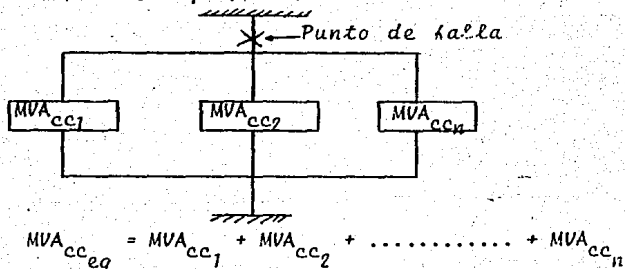 Punto de falla
MVAcc1 MVAcc2 MVAccn
MVAcceq = MVAcc1 + MVAcc2 + ............ + MVAccn